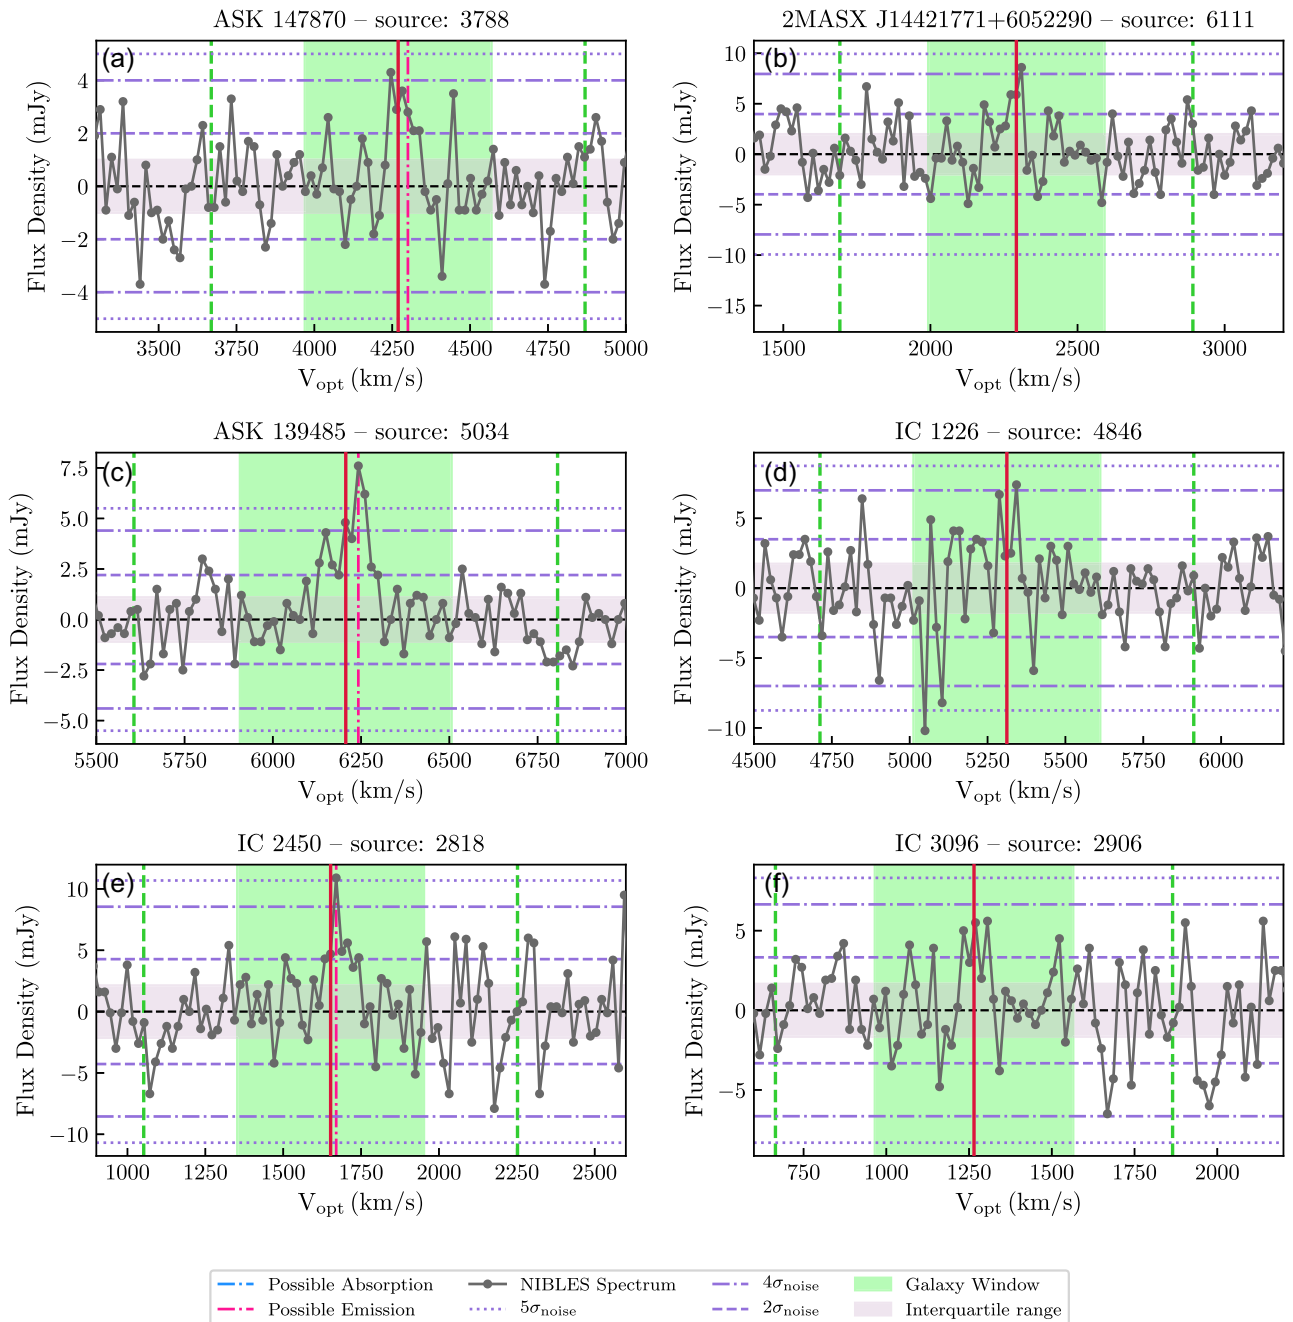 ASK 147870 – source: 3788
(a)
Flux Density (mJy)
4
2
0
−2
−4
3500 3750 4000 4250 4500 4750 5000
V_opt (km/s)
2MASX J14421771+6052290 – source: 6111
(b)
Flux Density (mJy)
10
5
0
−5
−10
−15
1500 2000 2500 3000
V_opt (km/s)
ASK 139485 – source: 5034
(c)
Flux Density (mJy)
7.5
5.0
2.5
0.0
−2.5
−5.0
5500 5750 6000 6250 6500 6750 7000
V_opt (km/s)
IC 1226 – source: 4846
(d)
Flux Density (mJy)
5
0
−5
−10
4500 4750 5000 5250 5500 5750 6000
V_opt (km/s)
IC 2450 – source: 2818
(e)
Flux Density (mJy)
10
5
0
−5
−10
1000 1250 1500 1750 2000 2250 2500
V_opt (km/s)
IC 3096 – source: 2906
(f)
Flux Density (mJy)
5
0
−5
750 1000 1250 1500 1750 2000
V_opt (km/s)
Possible Absorption
Possible Emission
NIBLES Spectrum
5σ_noise
4σ_noise
2σ_noise
Galaxy Window
Interquartile range